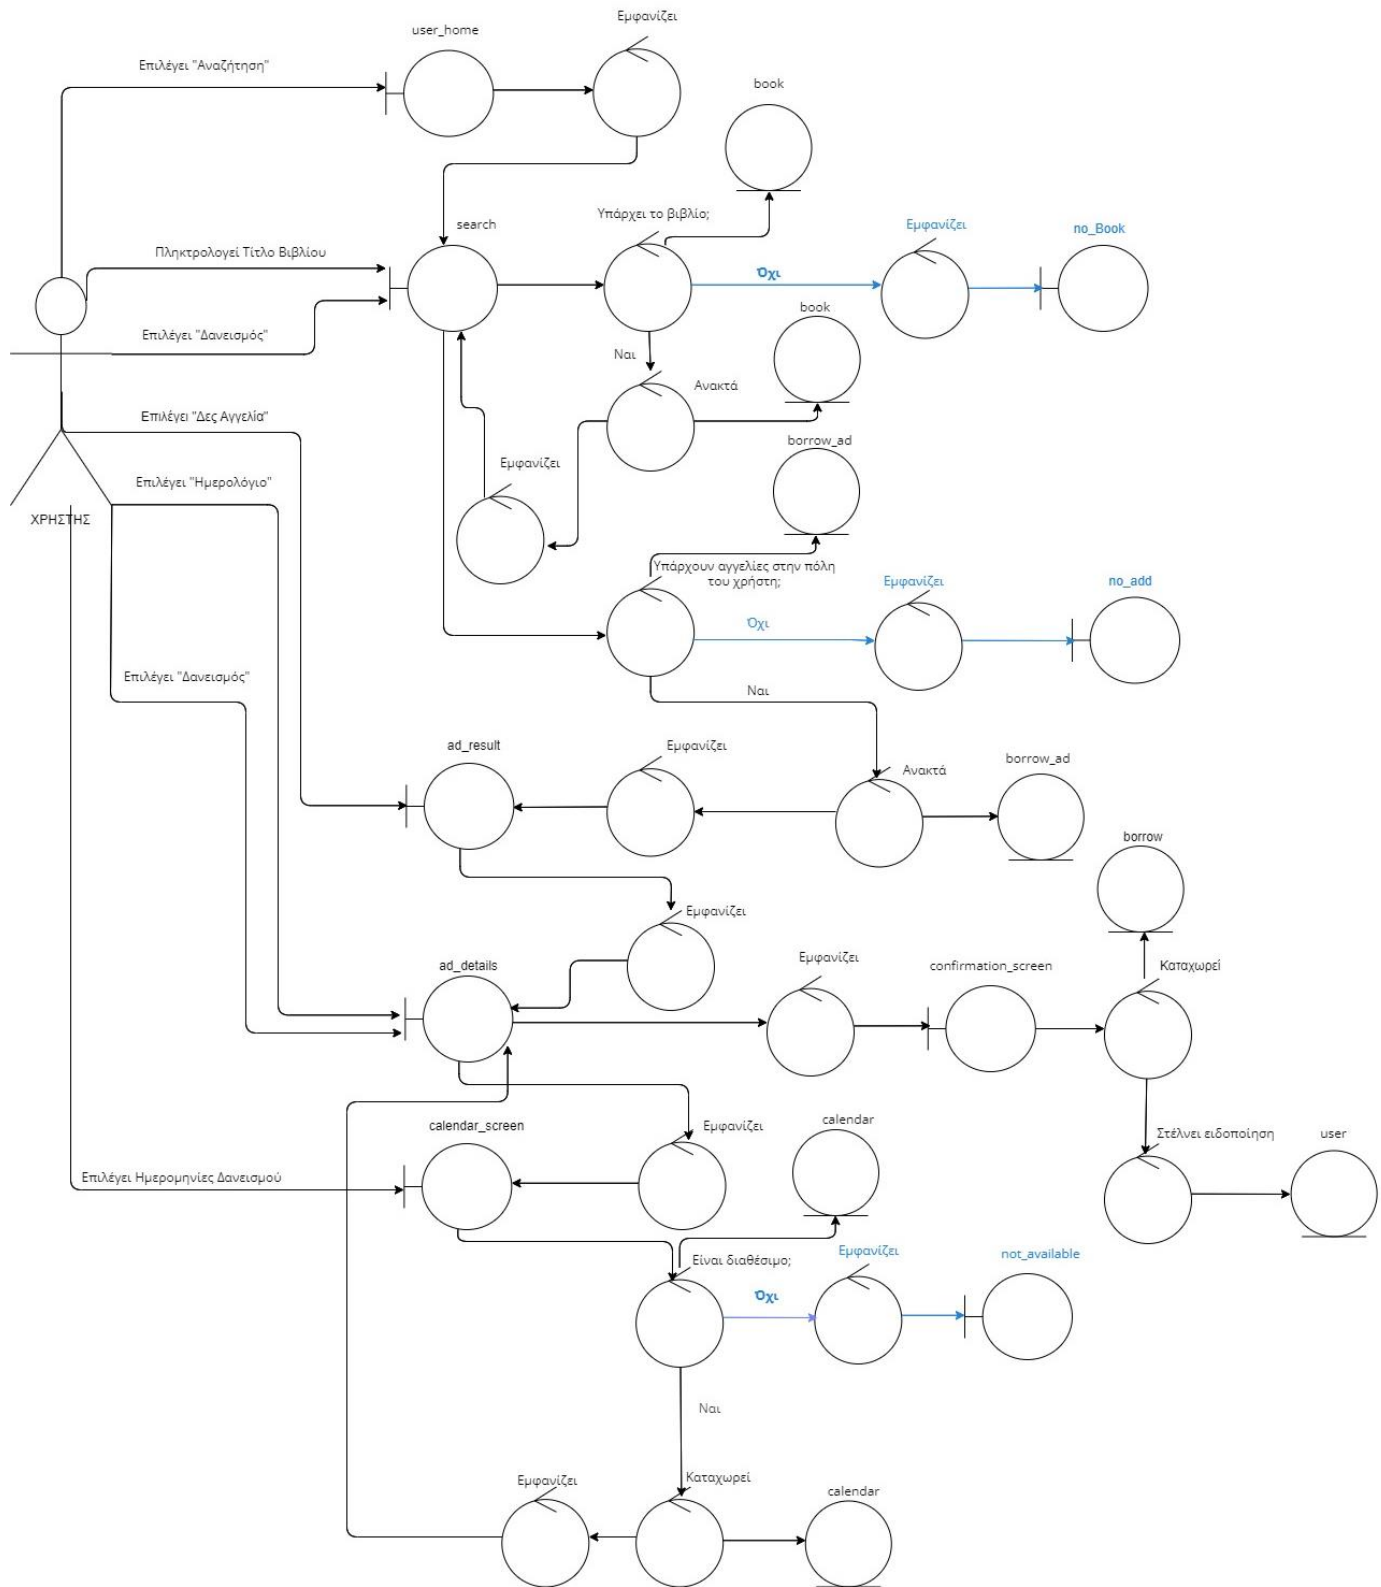 Εμφανίζει
user_home
Επιλέγει "Αναζήτηση"
book
Υπάρχει το βιβλίο;
search
Εμφανίζει
no_Book
Πληκτρολογεί Τίτλο Βιβλίου
Όχι
book
Επιλέγει "Δανεισμός"
Ναι
Ανακτά
Επιλέγει "Δες Αγγελία"
borrow_ad
Εμφανίζει
Επιλέγει "Ημερολόγιο"
ΧΡΗΣΤΗΣ
Υπάρχουν αγγελίες στην πόλη
του χρήστη;
Εμφανίζει
no_add
Όχι
Επιλέγει "Δανεισμός"
Ναι
ad_result
Εμφανίζει
Ανακτά
borrow_ad
borrow
Εμφανίζει
ad_details
Εμφανίζει
confirmation_screen
Καταχωρεί
calendar_screen
Εμφανίζει
calendar
Στέλνει ειδοποίηση
user
Επιλέγει Ημερομηνίες Δανεισμού
Είναι διαθέσιμο;
Εμφανίζει
not_available
Όχι
Ναι
Εμφανίζει
Καταχωρεί
calendar